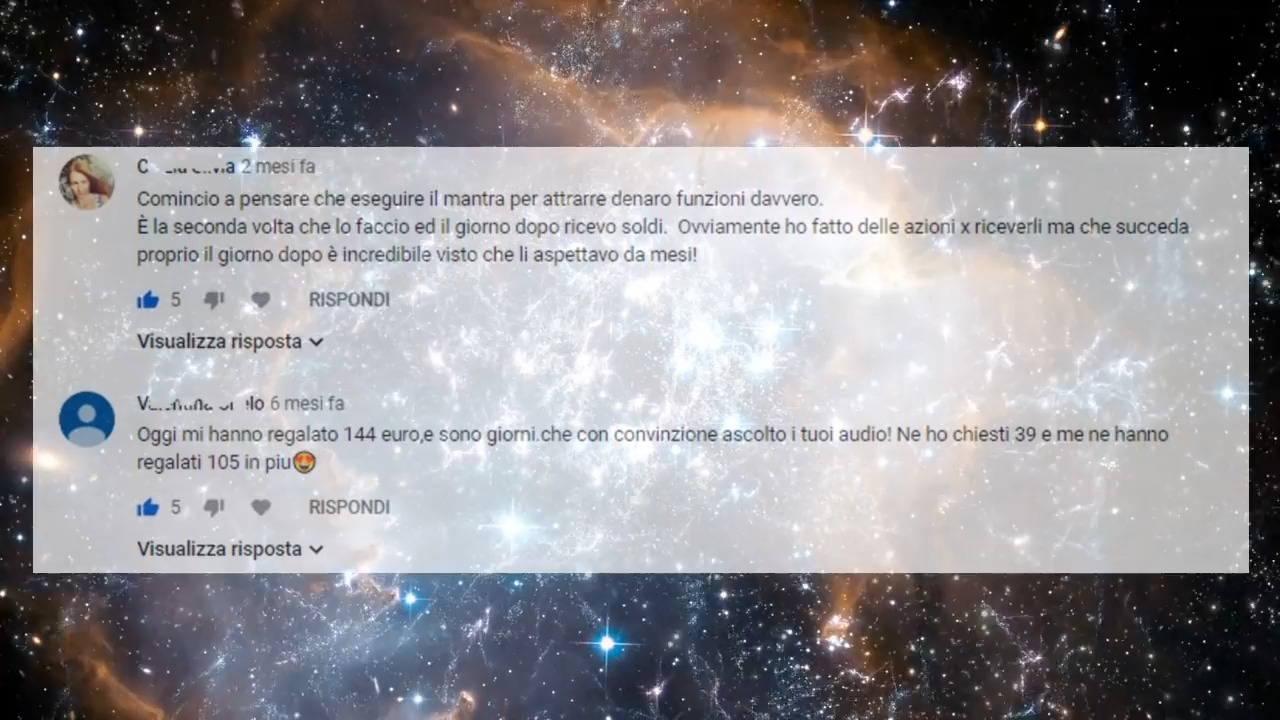 2 mesi fa
Comincio a pensare che eseguire il mantra per attrarre denaro funzioni davvero.
È la seconda volta che lo faccio ed il giorno dopo ricevo soldi. Ovviamente ho fatto delle azioni x riceverli ma che succeda
proprio il giorno dopo è incredibile visto che li aspettavo da mesi!
5 RISPONDI
Visualizza risposta
6 mesi fa
Oggi mi hanno regalato 144 euro,e sono giorni.che con convinzione ascolto i tuoi audio! Ne ho chiesti 39 e me ne hanno
regalati 105 in piu😍
5 RISPONDI
Visualizza risposta